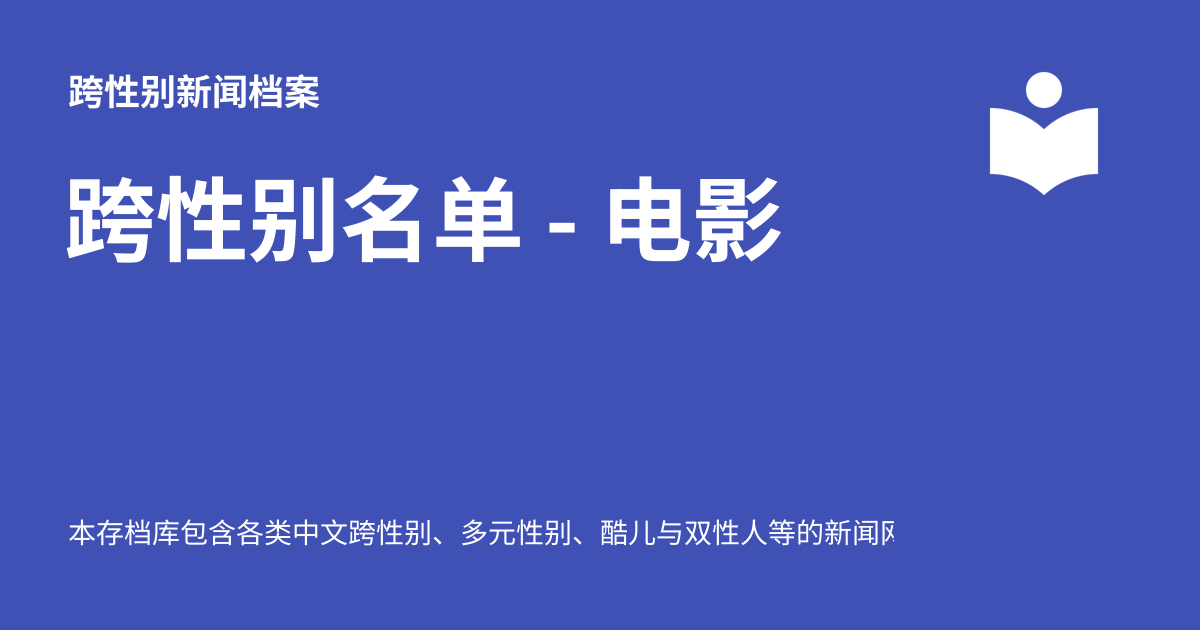 跨性别新闻档案
跨性别名单 - 电影
本存档库包含各类中文跨性别、多元性别、酷儿与双性人等的新闻